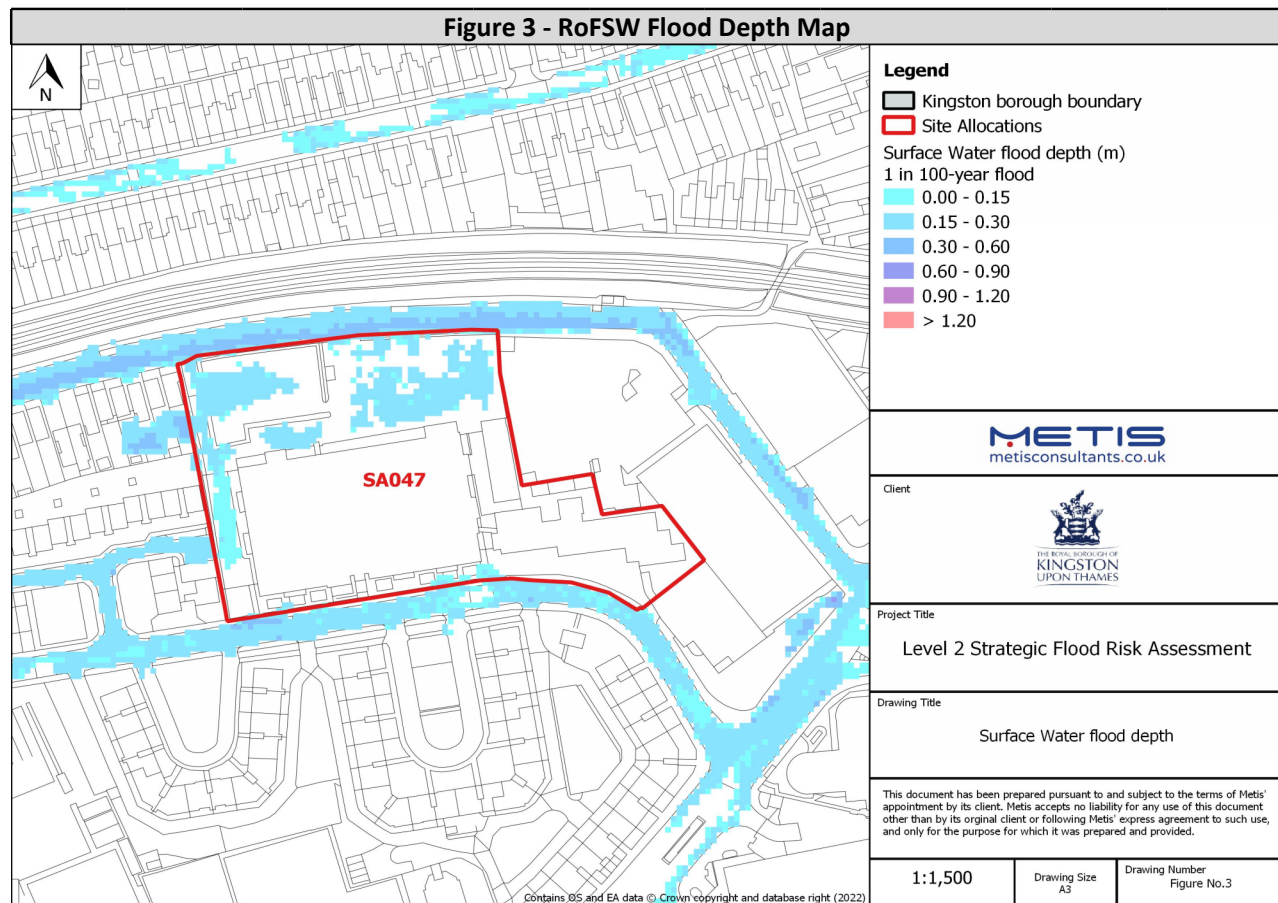 Figure 3 - RoFSW Flood Depth Map
N
SA047
Contains OS and EA data © Crown copyright and database right (2022)
Legend
Kingston borough boundary
Site Allocations
Surface Water flood depth (m)
1 in 100-year flood
0.00 - 0.15
0.15 - 0.30
0.30 - 0.60
0.60 - 0.90
0.90 - 1.20
> 1.20
METIS
metisconsultants.co.uk
Client
THE ROYAL BOROUGH OF
KINGSTON
UPON THAMES
Project Title
Level 2 Strategic Flood Risk Assessment
Drawing Title
Surface Water flood depth
This document has been prepared pursuant to and subject to the terms of Metis'
appointment by its client. Metis accepts no liability for any use of this document
other than by its orginal client or following Metis' express agreement to such use,
and only for the purpose for which it was prepared and provided.
1:1,500
Drawing Size
A3
Drawing Number
Figure No.3